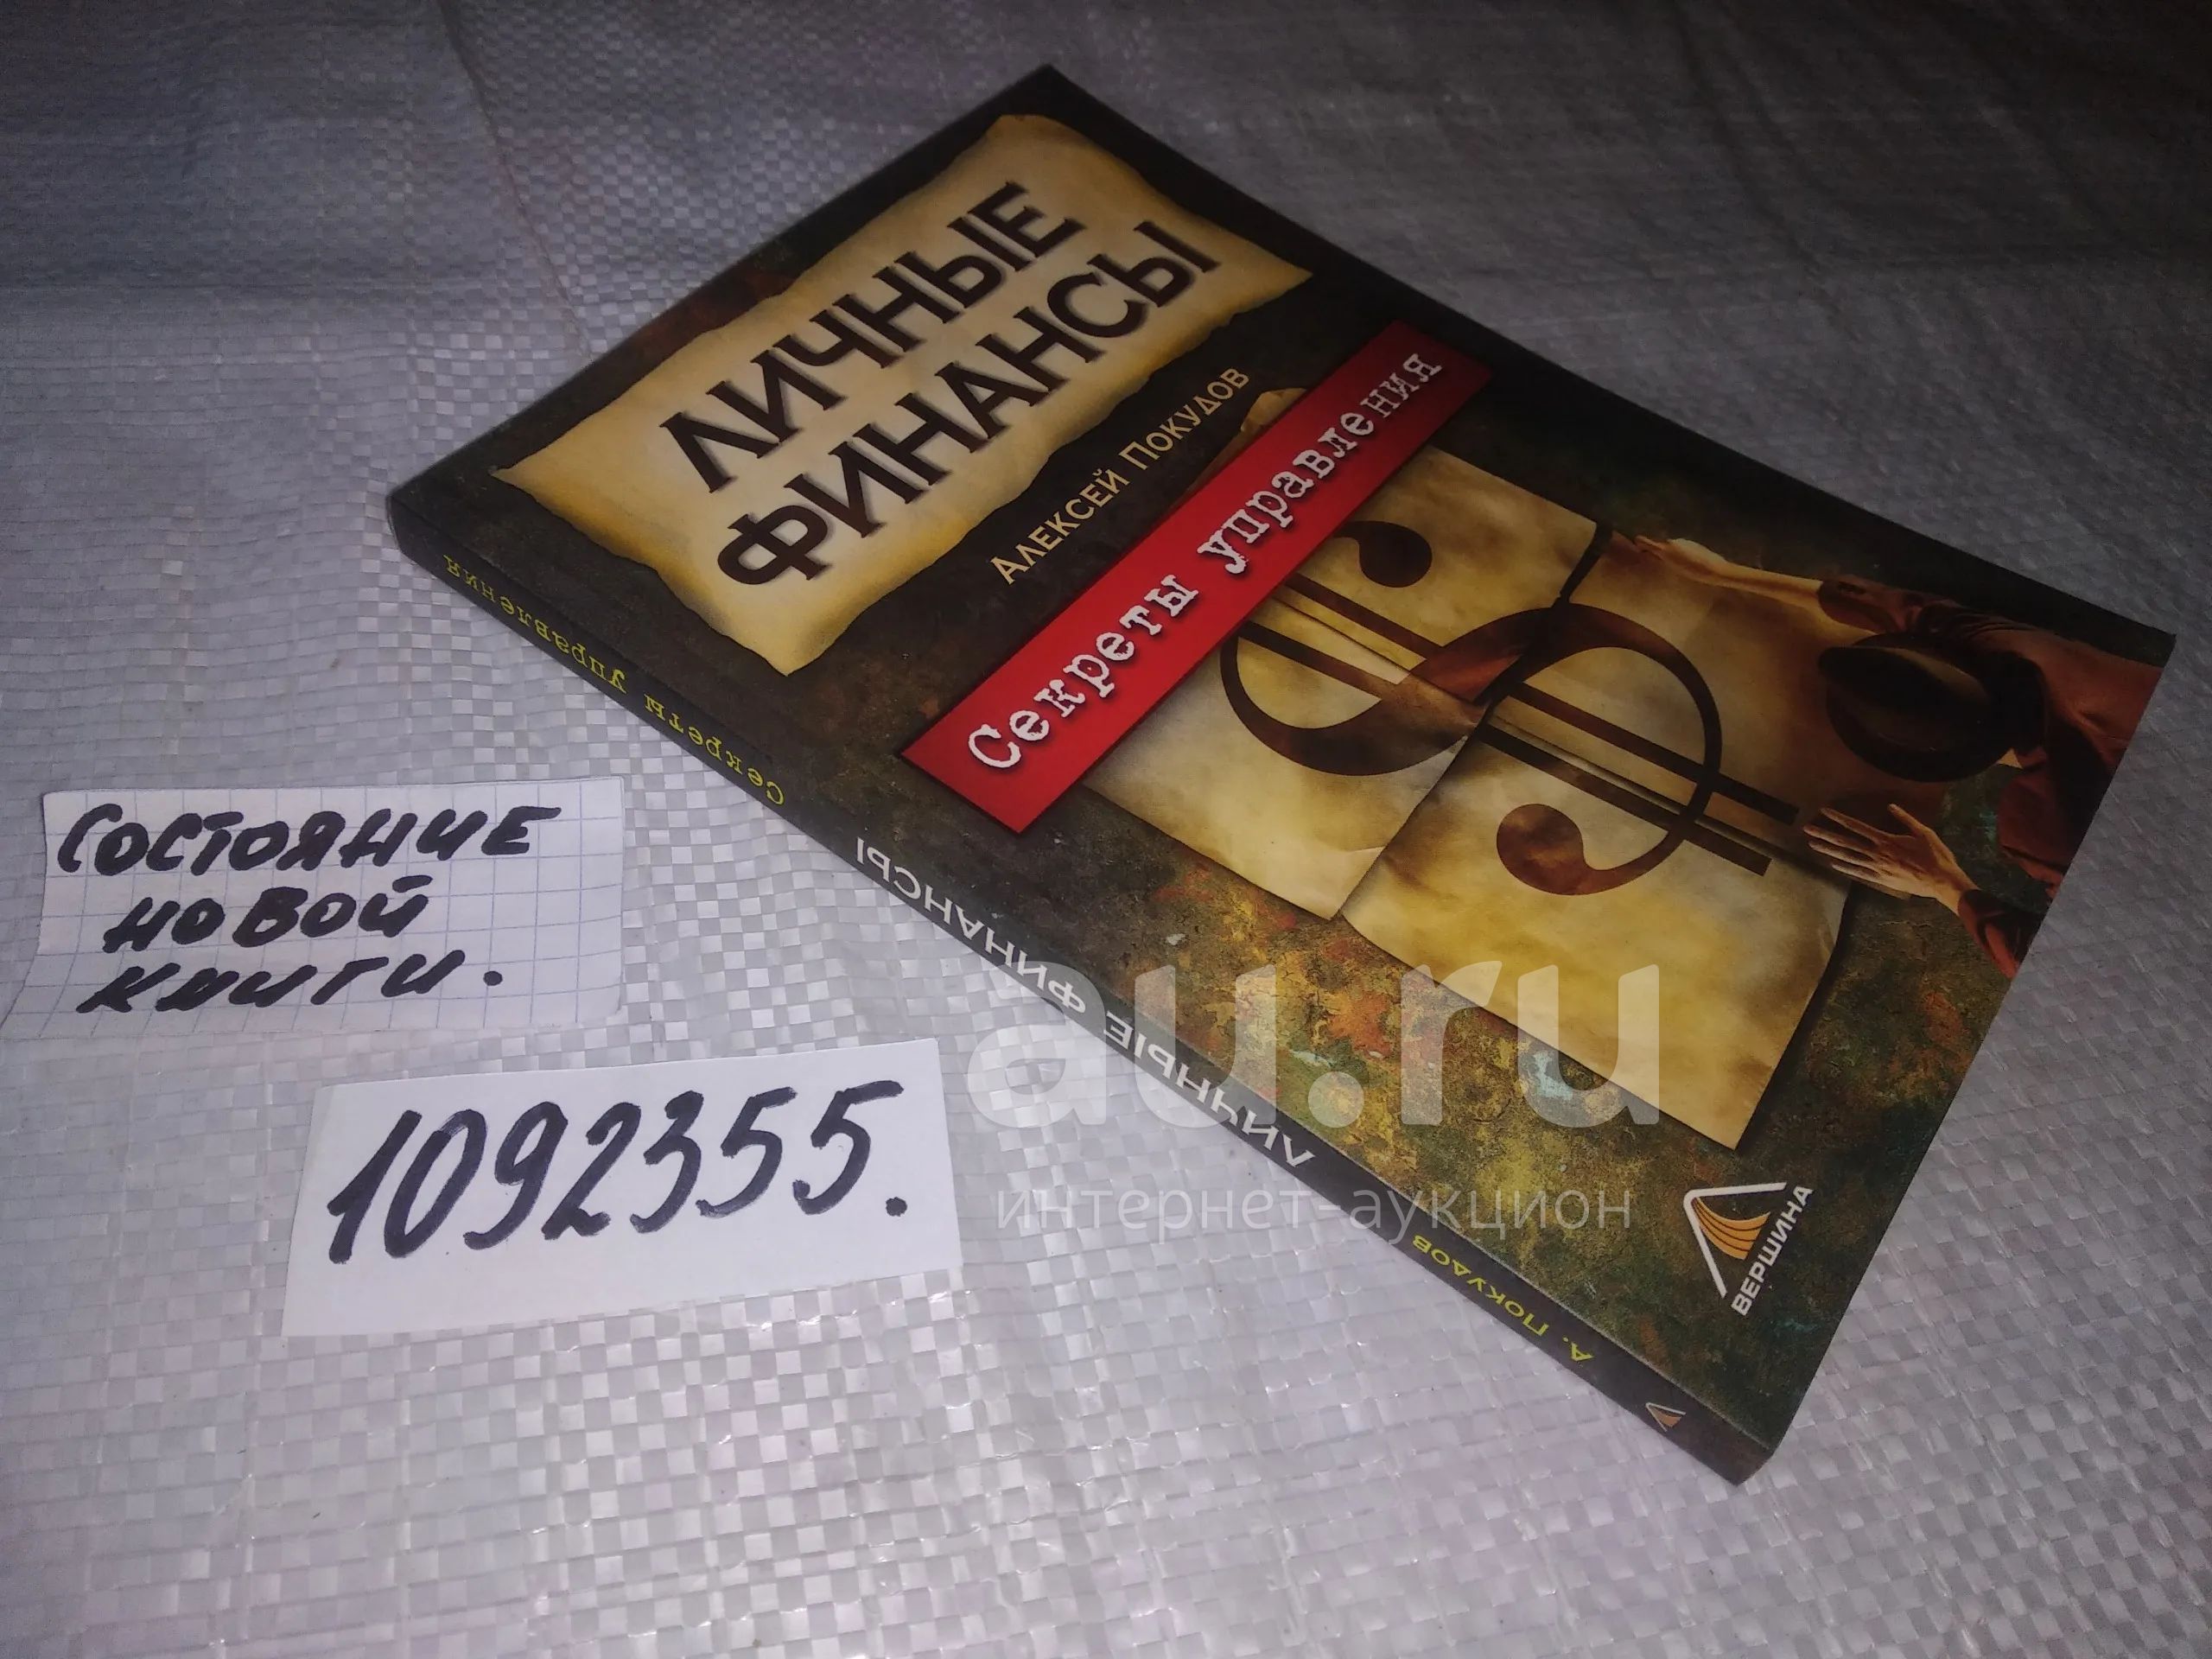 ЛИЧНЫЕ
ФИНАНСЫ
Алексей Покудов
Секреты управления
ВЕРШИНА
Секреты управления
ЛИЧНЫЕ ФИНАНСЫ
А. Покудов
СОСТОЯНИЕ
НОВОЙ
КНИГИ.
1092355.
au.ru
интернет-аукцион